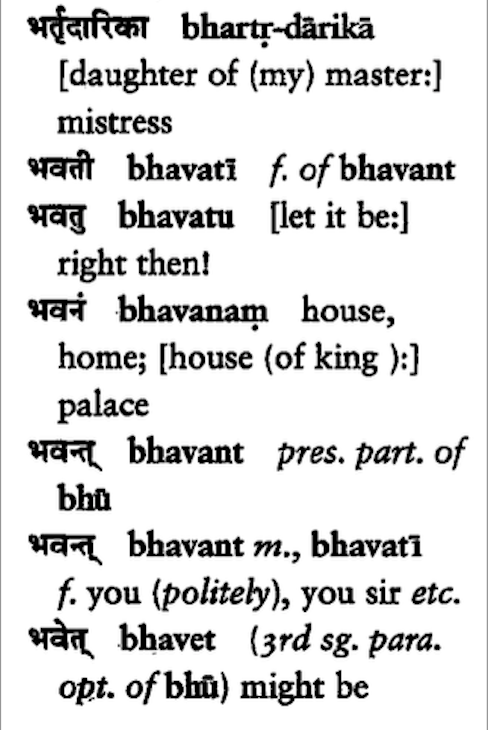 भर्तृदारिका bhartṛ-dārikā
[daughter of (my) master:]
mistress
भवती bhavatī f. of bhavant
भवतु bhavatu [let it be:]
right then!
भवनं bhavanaṃ house,
home; [house (of king ):]
palace
भवन्त् bhavant pres. part. of
bhū
भवन्त् bhavant m., bhavatī
f. you (politely), you sir etc.
भवेत् bhavet (3rd sg. para.
opt. of bhū) might be